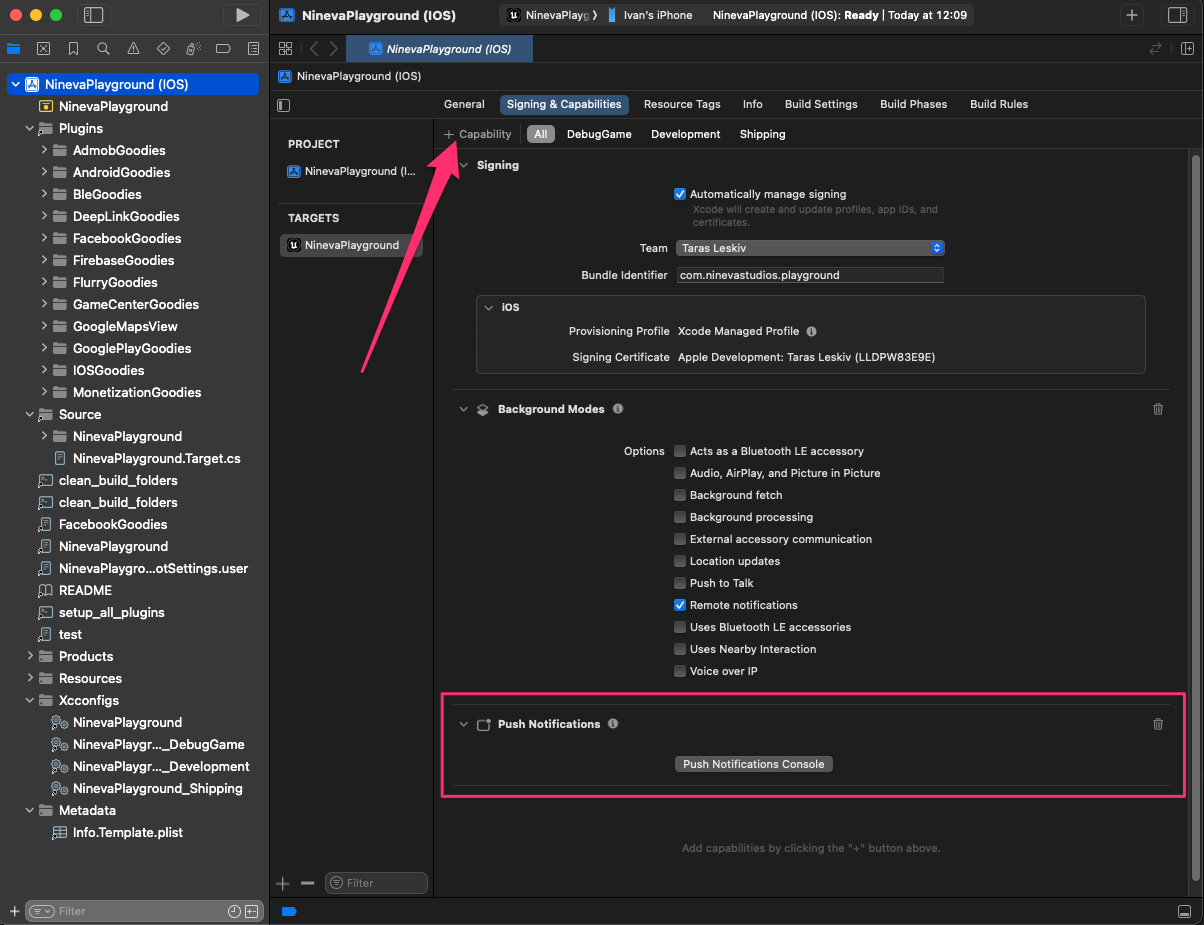 NinevaPlayground (IOS)
NinevaPlayg
Ivan's iPhone
NinevaPlayground (IOS): Ready | Today at 12:09
NinevaPlayground (IOS)
NinevaPlayground (IOS)
General
Signing & Capabilities
Resource Tags
Info
Build Settings
Build Phases
Build Rules
+ Capability
All
DebugGame
Development
Shipping
NinevaPlayground (IOS)
NinevaPlayground
Plugins
AdmobGoodies
AndroidGoodies
BleGoodies
DeepLinkGoodies
FacebookGoodies
FirebaseGoodies
FlurryGoodies
GameCenterGoodies
GoogleMapsView
GooglePlayGoodies
IOSGoodies
MonetizationGoodies
Source
NinevaPlayground
NinevaPlayground.Target.cs
clean_build_folders
clean_build_folders
FacebookGoodies
NinevaPlayground
NinevaPlaygro...otSettings.user
README
setup_all_plugins
test
Products
Resources
Xcconfigs
NinevaPlayground
NinevaPlaygr..._DebugGame
NinevaPlaygr..._Development
NinevaPlayground_Shipping
Metadata
Info.Template.plist
Filter
PROJECT
NinevaPlayground (I...
TARGETS
NinevaPlayground
Filter
Signing
Automatically manage signing
Xcode will create and update profiles, app IDs, and
certificates.
Team Taras Leskiv
Bundle Identifier com.ninevastudios.playground
iOS
Provisioning Profile Xcode Managed Profile
Signing Certificate Apple Development: Taras Leskiv (LLDPW83E9E)
Background Modes
Options Acts as a Bluetooth LE accessory
Audio, AirPlay, and Picture in Picture
Background fetch
Background processing
External accessory communication
Location updates
Push to Talk
Remote notifications
Uses Bluetooth LE accessories
Uses Nearby Interaction
Voice over IP
Push Notifications
Push Notifications Console
Add capabilities by clicking the "+" button above.